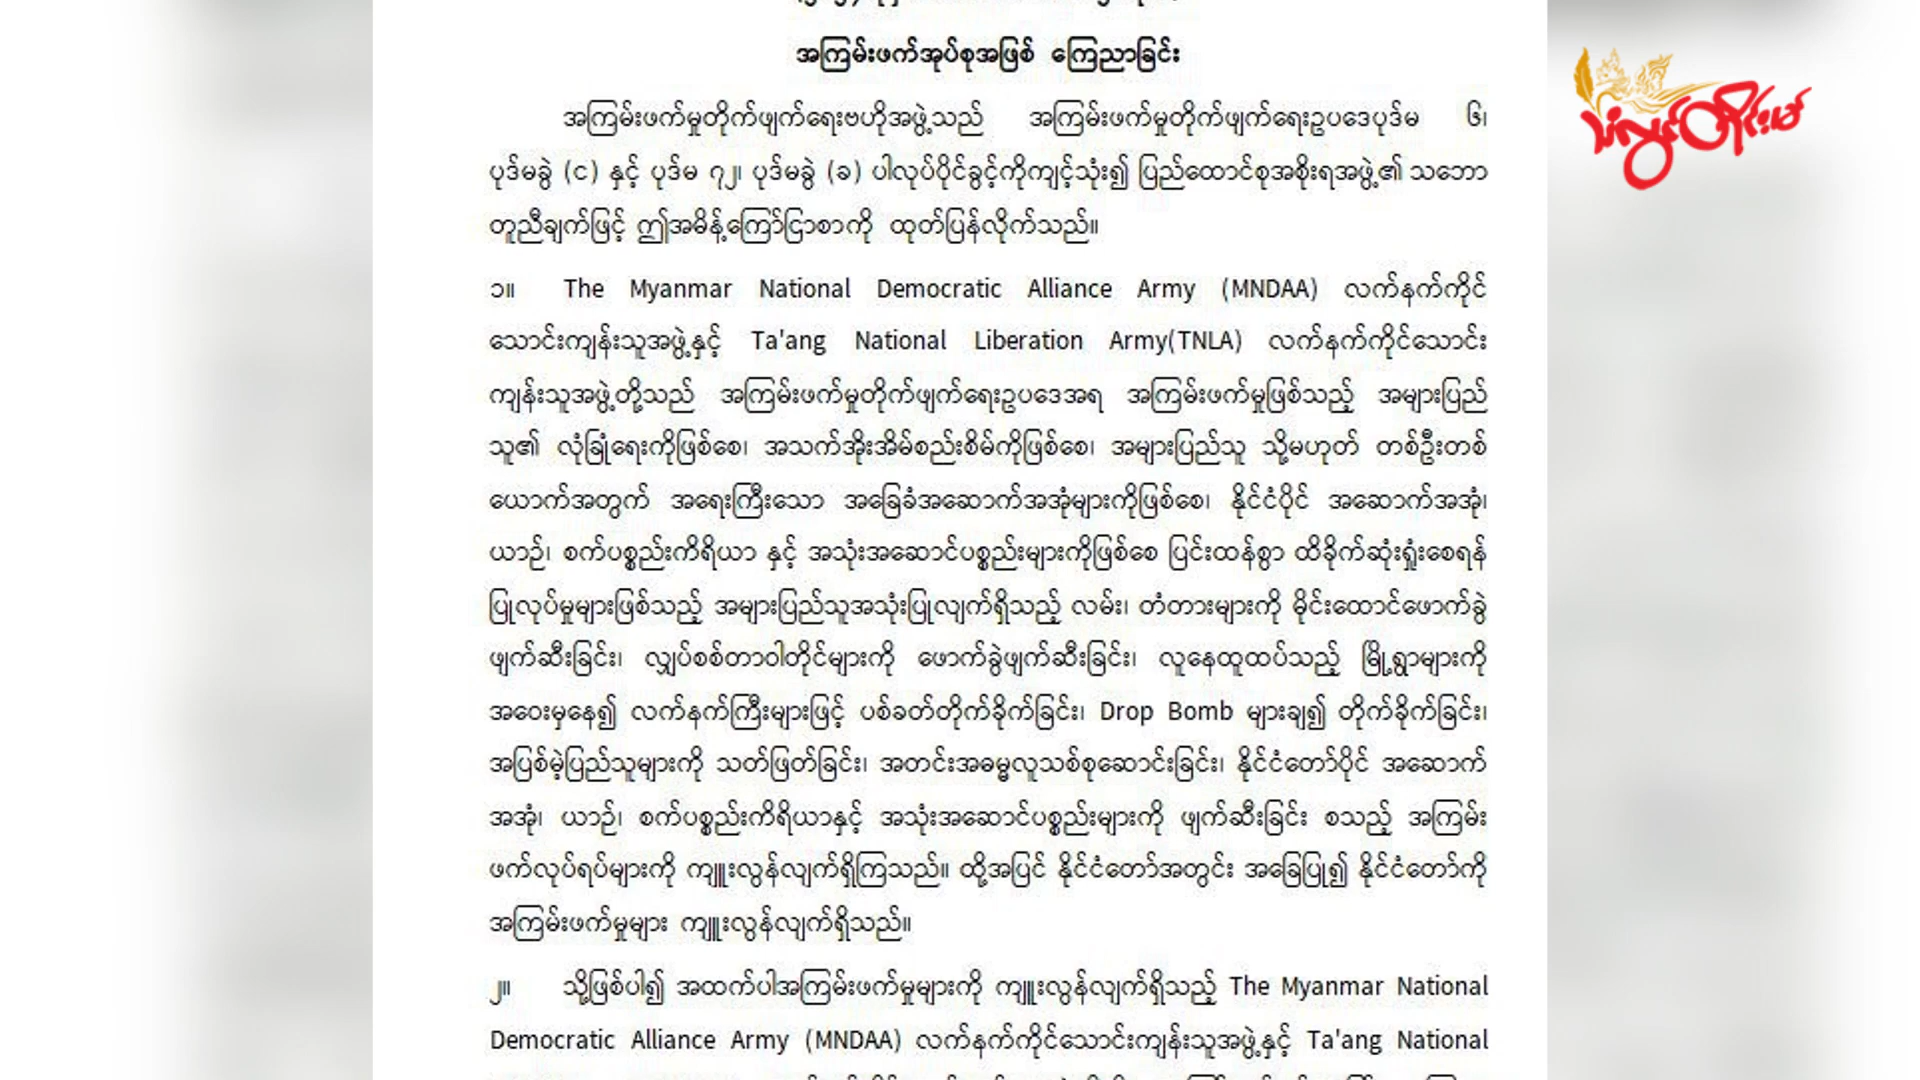 အကြမ်းဖက်အုပ်စုအဖြစ် ကြေညာခြင်း
အကြမ်းဖက်မှုတိုက်ဖျက်ရေးဗဟိုအဖွဲ့သည် အကြမ်းဖက်မှုတိုက်ဖျက်ရေးဥပဒေပုဒ်မ ၆၊
ပုဒ်မခွဲ (င) နှင့် ပုဒ်မ ၇၂၊ ပုဒ်မခွဲ (ခ) ပါလုပ်ပိုင်ခွင့်ကိုကျင့်သုံး၍ ပြည်ထောင်စုအစိုးရအဖွဲ့၏ သဘော
တူညီချက်ဖြင့် ဤအမိန့်ကြော်ငြာစာကို ထုတ်ပြန်လိုက်သည်။
၁။ The Myanmar National Democratic Alliance Army (MNDAA) လက်နက်ကိုင်
သောင်းကျန်းသူအဖွဲ့နှင့် Ta'ang National Liberation Army(TNLA) လက်နက်ကိုင်သောင်း
ကျန်းသူအဖွဲ့တို့သည် အကြမ်းဖက်မှုတိုက်ဖျက်ရေးဥပဒေအရ အကြမ်းဖက်မှုဖြစ်သည့် အများပြည်
သူ၏ လုံခြုံရေးကိုဖြစ်စေ၊ အသက်အိုးအိမ်စည်းစိမ်ကိုဖြစ်စေ၊ အများပြည်သူ သို့မဟုတ် တစ်ဦးတစ်
ယောက်အတွက် အရေးကြီးသော အခြေခံအဆောက်အအုံများကိုဖြစ်စေ၊ နိုင်ငံပိုင် အဆောက်အအုံ၊
ယာဉ်၊ စက်ပစ္စည်းကိရိယာ နှင့် အသုံးအဆောင်ပစ္စည်းများကိုဖြစ်စေ ပြင်းထန်စွာ ထိခိုက်ဆုံးရှုံးစေရန်
ပြုလုပ်မှုများဖြစ်သည့် အများပြည်သူအသုံးပြုလျက်ရှိသည့် လမ်း၊ တံတားများကို မိုင်းထောင်ဖောက်ခွဲ
ဖျက်ဆီးခြင်း၊ လျှပ်စစ်တာဝါတိုင်များကို ဖောက်ခွဲဖျက်ဆီးခြင်း၊ လူနေထူထပ်သည့် မြို့ရွာများကို
အဝေးမှနေ၍ လက်နက်ကြီးများဖြင့် ပစ်ခတ်တိုက်ခိုက်ခြင်း၊ Drop Bomb များချ၍ တိုက်ခိုက်ခြင်း၊
အပြစ်မဲ့ပြည်သူများကို သတ်ဖြတ်ခြင်း၊ အတင်းအဓမ္မလူသစ်စုဆောင်းခြင်း၊ နိုင်ငံတော်ပိုင် အဆောက်
အအုံ၊ ယာဉ်၊ စက်ပစ္စည်းကိရိယာနှင့် အသုံးအဆောင်ပစ္စည်းများကို ဖျက်ဆီးခြင်း စသည့် အကြမ်း
ဖက်လုပ်ရပ်များကို ကျူးလွန်လျက်ရှိကြသည်။ ထို့အပြင် နိုင်ငံတော်အတွင်း အခြေပြု၍ နိုင်ငံတော်ကို
အကြမ်းဖက်မှုများ ကျူးလွန်လျက်ရှိသည်။
၂။ သို့ဖြစ်ပါ၍ အထက်ပါအကြမ်းဖက်မှုများကို ကျူးလွန်လျက်ရှိသည့် The Myanmar National
Democratic Alliance Army (MNDAA) လက်နက်ကိုင်သောင်းကျန်းသူအဖွဲ့နှင့် Ta'ang National